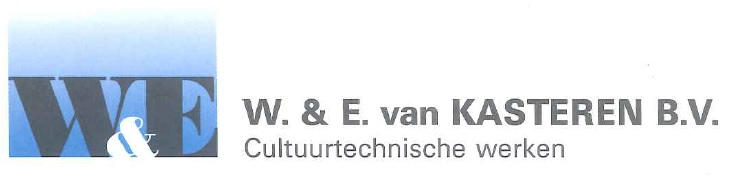 W&E
W. & E. van KASTEREN B.V.
Cultuurtechnische werken